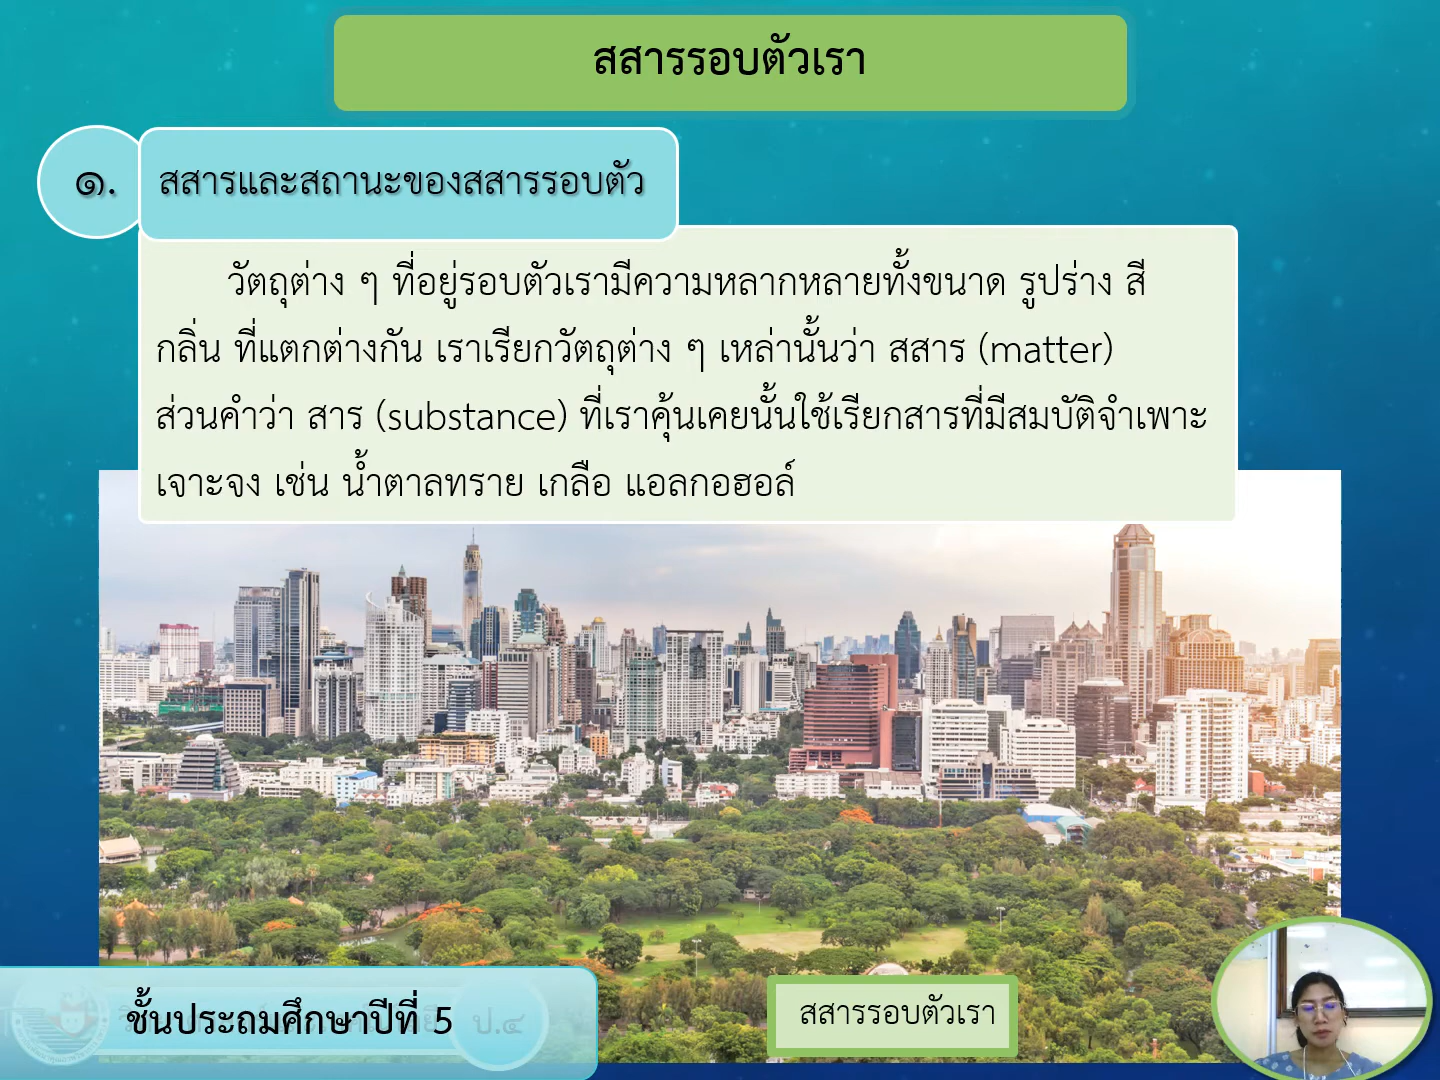 สสารรอบตัวเรา
๑. สสารและสถานะของสสารรอบตัว
วัตถุต่าง ๆ ที่อยู่รอบตัวเรามีความหลากหลายทั้งขนาด รูปร่าง สี
กลิ่น ที่แตกต่างกัน เราเรียกวัตถุต่าง ๆ เหล่านั้นว่า สสาร (matter)
ส่วนคำว่า สาร (substance) ที่เราคุ้นเคยนั้นใช้เรียกสารที่มีสมบัติจำเพาะ
เจาะจง เช่น น้ำตาลทราย เกลือ แอลกอฮอล์
ชั้นประถมศึกษาปีที่ 5
ป.๔
สสารรอบตัวเรา